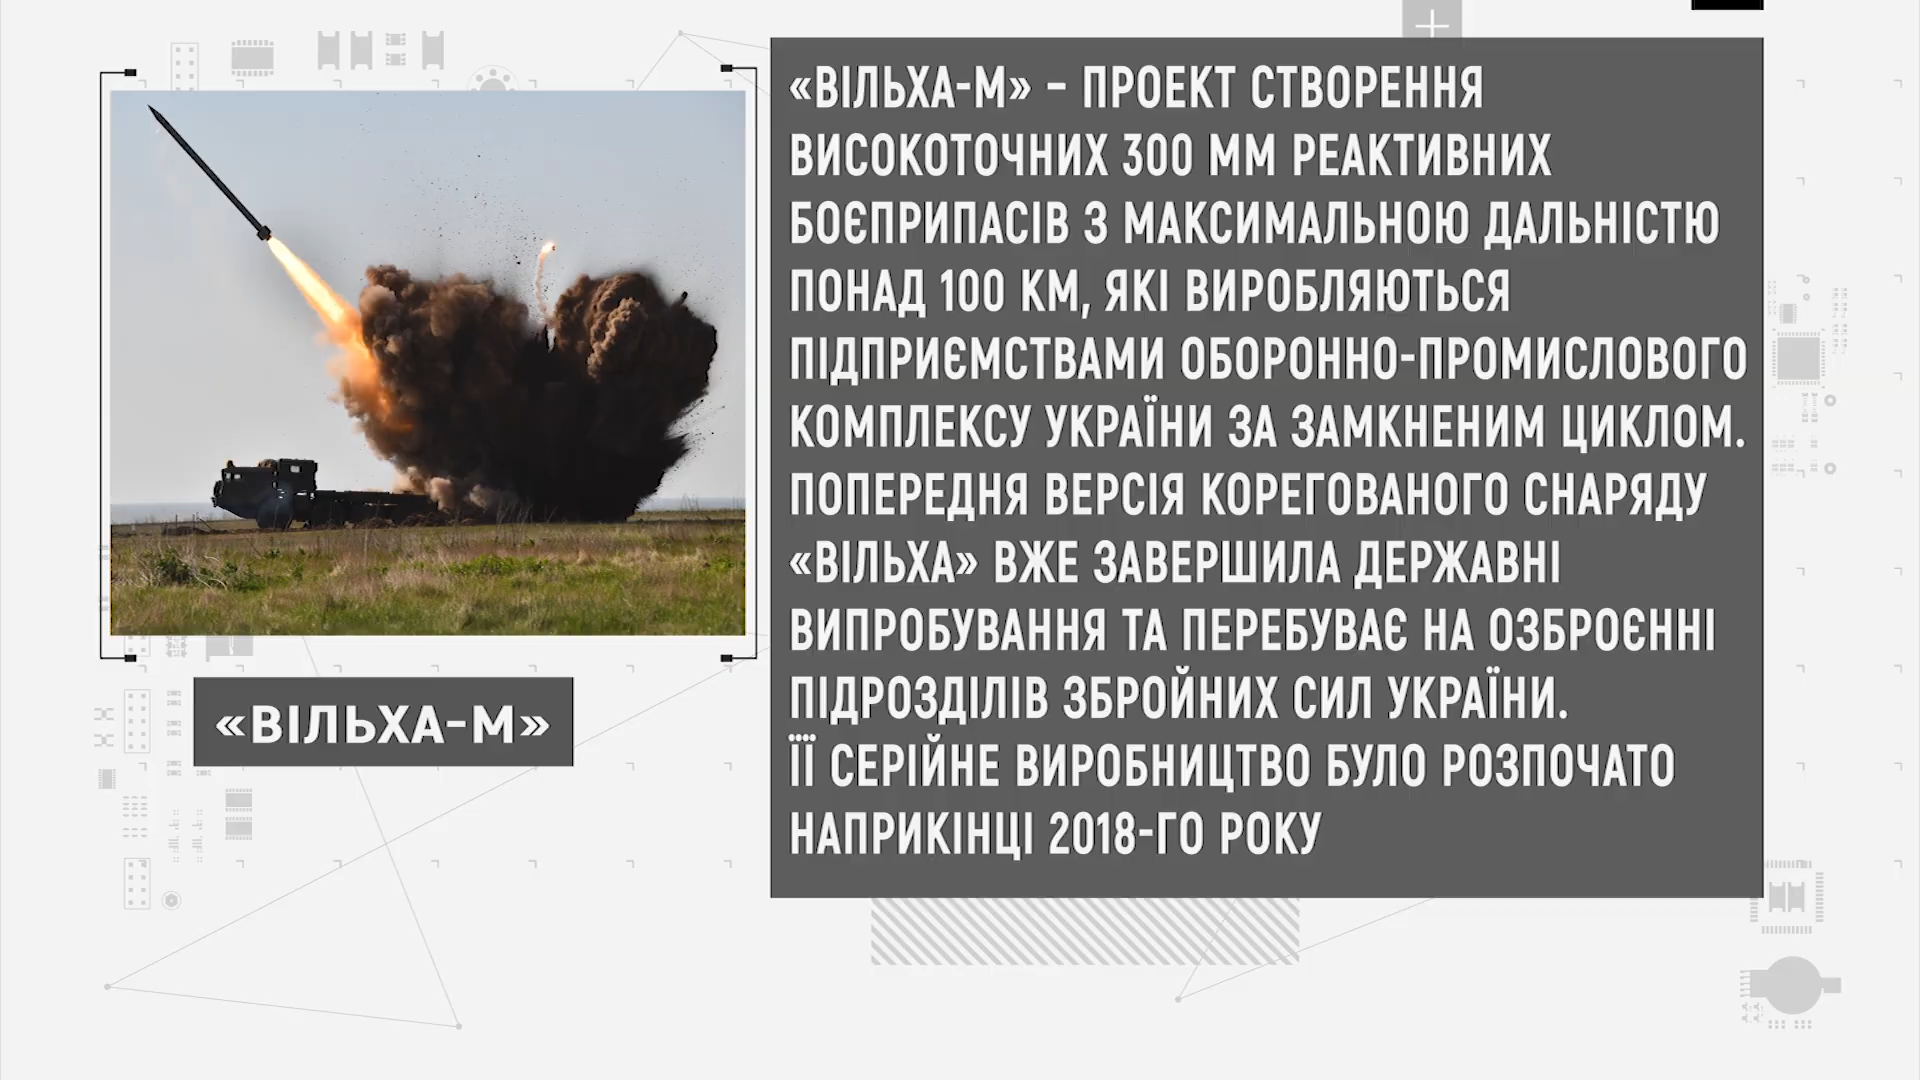 «ВІЛЬХА-М» – ПРОЕКТ СТВОРЕННЯ
ВИСОКОТОЧНИХ 300 ММ РЕАКТИВНИХ
БОЄПРИПАСІВ З МАКСИМАЛЬНОЮ ДАЛЬНІСТЮ
ПОНАД 100 КМ, ЯКІ ВИРОБЛЯЮТЬСЯ
ПІДПРИЄМСТВАМИ ОБОРОННО-ПРОМИСЛОВОГО
КОМПЛЕКСУ УКРАЇНИ ЗА ЗАМКНЕНИМ ЦИКЛОМ.
ПОПЕРЕДНЯ ВЕРСІЯ КОРЕГОВАНОГО СНАРЯДУ
«ВІЛЬХА» ВЖЕ ЗАВЕРШИЛА ДЕРЖАВНІ
ВИПРОБУВАННЯ ТА ПЕРЕБУВАЄ НА ОЗБРОЄННІ
ПІДРОЗДІЛІВ ЗБРОЙНИХ СИЛ УКРАЇНИ.
ЇЇ СЕРІЙНЕ ВИРОБНИЦТВО БУЛО РОЗПОЧАТО
НАПРИКІНЦІ 2018-ГО РОКУ
«ВІЛЬХА-М»